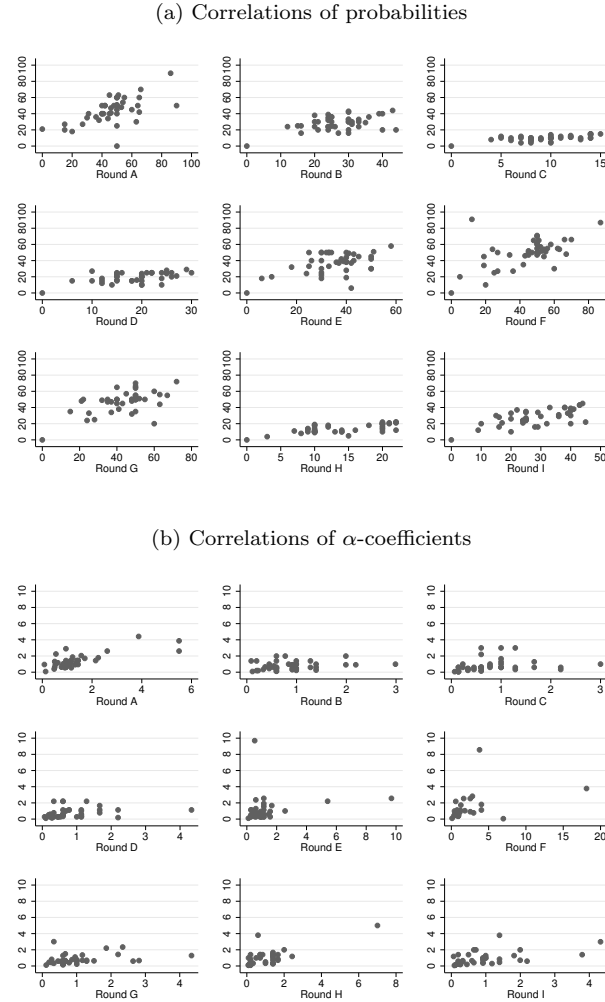 (a) Correlations of probabilities
0 20 40 60 80 100
0 20 40 60 80 100
Round A
0 20 40 60 80 100
0 10 20 30 40
Round B
0 20 40 60 80 100
0 5 10 15
Round C
0 20 40 60 80 100
0 10 20 30
Round D
0 20 40 60 80 100
0 20 40 60
Round E
0 20 40 60 80 100
0 20 40 60 80
Round F
0 20 40 60 80 100
0 20 40 60 80
Round G
0 20 40 60 80 100
0 5 10 15 20
Round H
0 20 40 60 80 100
0 10 20 30 40 50
Round I
(b) Correlations of α-coefficients
0 2 4 6 8 10
0 2 4 6
Round A
0 2 4 6 8 10
0 1 2 3
Round B
0 2 4 6 8 10
0 1 2 3
Round C
0 2 4 6 8 10
0 1 2 3 4
Round D
0 2 4 6 8 10
0 2 4 6 8 10
Round E
0 2 4 6 8 10
0 5 10 15 20
Round F
0 2 4 6 8 10
0 1 2 3 4
Round G
0 2 4 6 8 10
0 2 4 6 8
Round H
0 2 4 6 8 10
0 1 2 3 4
Round I